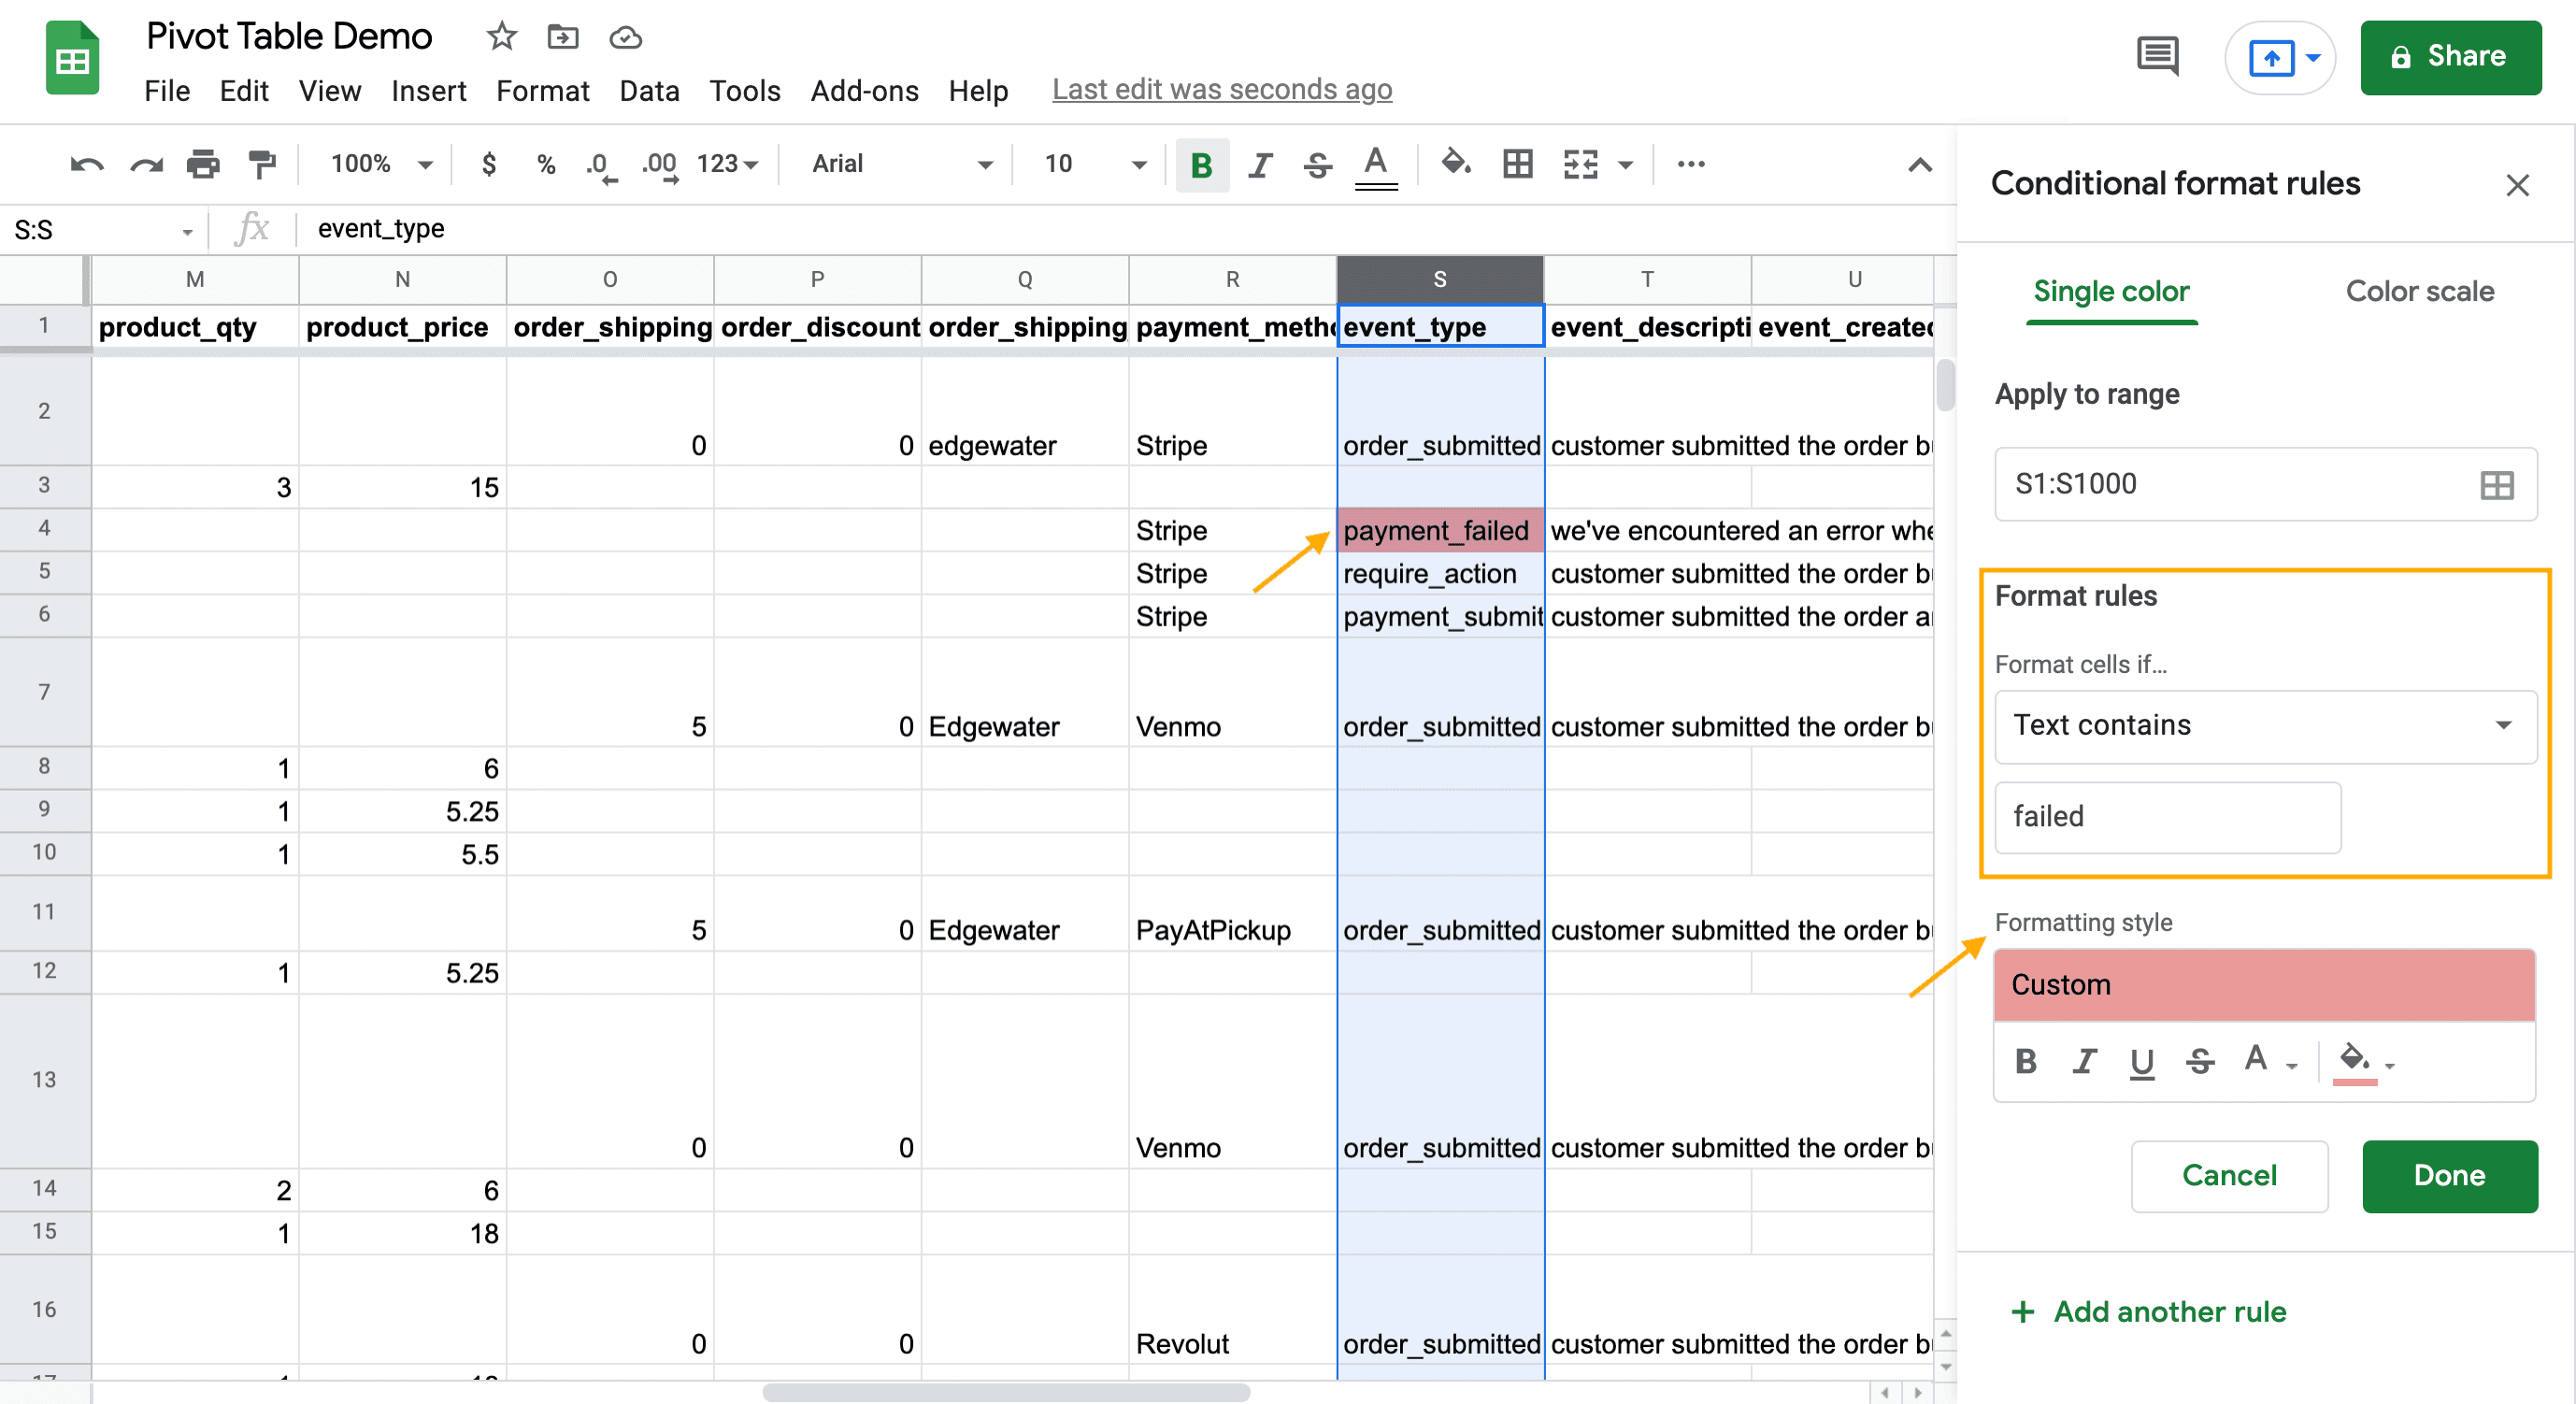 Pivot Table Demo
File Edit View Insert Format Data Tools Add-ons Help Last edit was seconds ago
Share
100% $ % .0 .00 123 Arial 10 B I S A
S:S fx event_type
M N O P Q R S T U
1 product_qty product_price order_shipping order_discount order_shipping payment_metho event_type event_descripti event_created
2 0 0 edgewater Stripe order_submitted customer submitted the order b
3 3 15
4 Stripe payment_failed we've encountered an error whe
5 Stripe require_action customer submitted the order b
6 Stripe payment_submit customer submitted the order a
7 5 0 Edgewater Venmo order_submitted customer submitted the order b
8 1 6
9 1 5.25
10 1 5.5
11 5 0 Edgewater PayAtPickup order_submitted customer submitted the order b
12 1 5.25
13 0 0 Venmo order_submitted customer submitted the order b
14 2 6
15 1 18
16 0 0 Revolut order_submitted customer submitted the order b
Conditional format rules
Single color Color scale
Apply to range
S1:S1000
Format rules
Format cells if…
Text contains
failed
Formatting style
Custom
B I U S A
Cancel Done
+ Add another rule